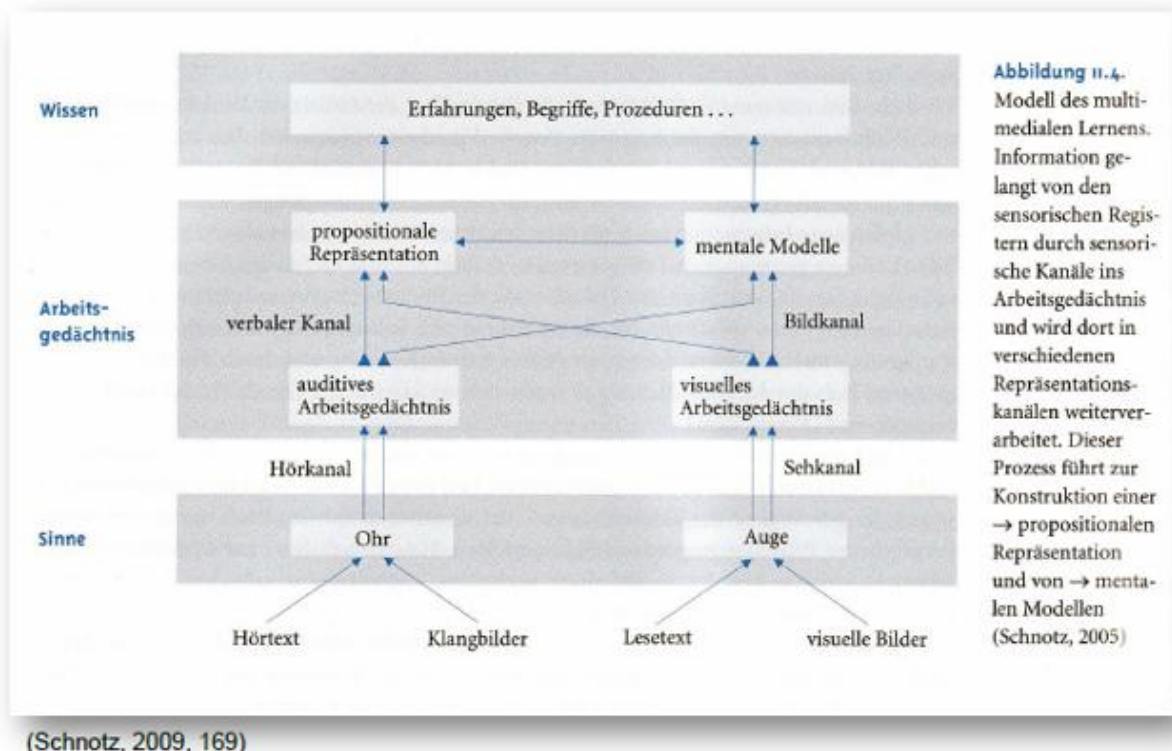 Wissen
Erfahrungen, Begriffe, Prozeduren . . .
propositionale
Repräsentation
mentale Modelle
Arbeits-
gedächtnis
verbaler Kanal
Bildkanal
auditives
Arbeitsgedächtnis
visuelles
Arbeitsgedächtnis
Hörkanal
Sehkanal
Sinne
Ohr
Auge
Hörtext
Klangbilder
Lesetext
visuelle Bilder
Abbildung 11.4.
Modell des multi-
medialen Lernens.
Information ge-
langt von den
sensorischen Regis-
tern durch sensori-
sche Kanäle ins
Arbeitsgedächtnis
und wird dort in
verschiedenen
Repräsentations-
kanälen weiterver-
arbeitet. Dieser
Prozess führt zur
Konstruktion einer
→ propositionalen
Repräsentation
und von → menta-
len Modellen
(Schnotz, 2005)
(Schnotz, 2009, 169)